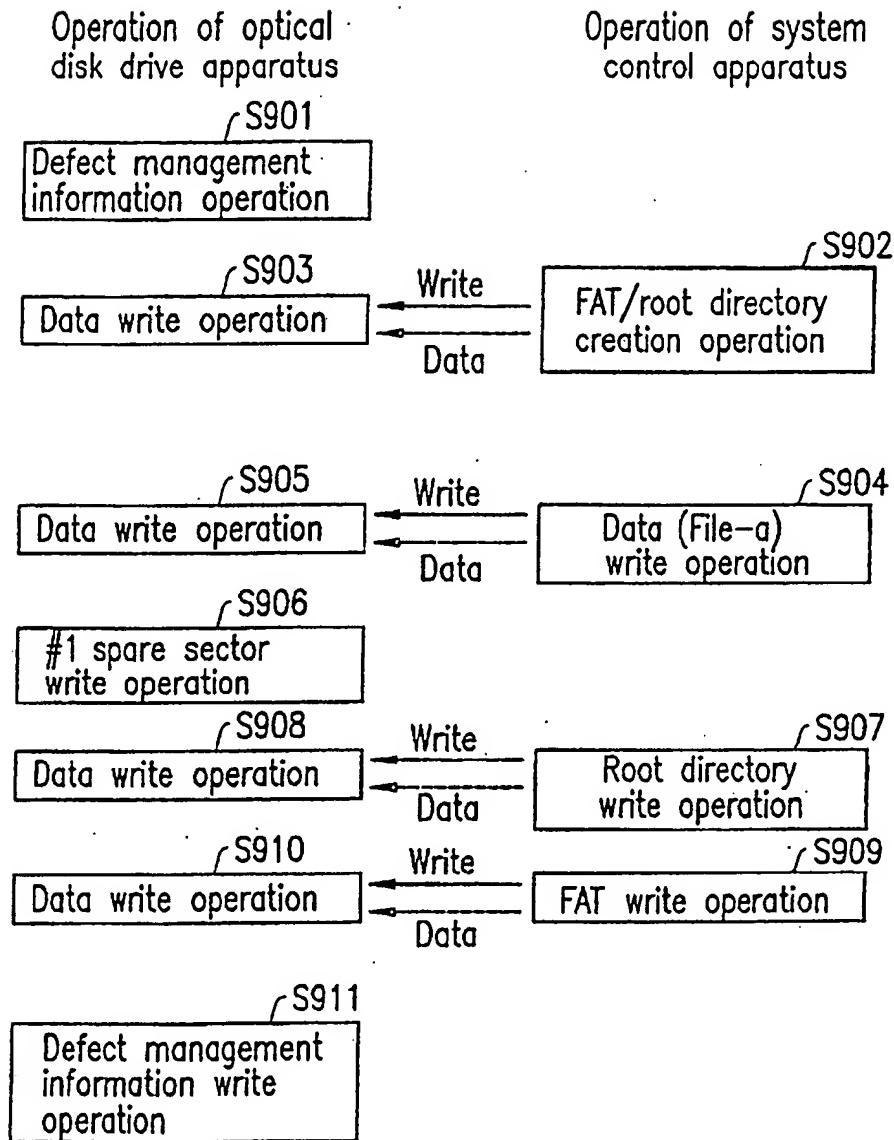 Operation of optical
disk drive apparatus
Operation of system
control apparatus
S901
Defect management
information operation
S902
FAT/root directory
creation operation
S903
Data write operation
Write
Data
S904
Data (File-a)
write operation
S905
Data write operation
Write
Data
S906
#1 spare sector
write operation
S907
Root directory
write operation
S908
Data write operation
Write
Data
S909
FAT write operation
S910
Data write operation
Write
Data
S911
Defect management
information write
operation